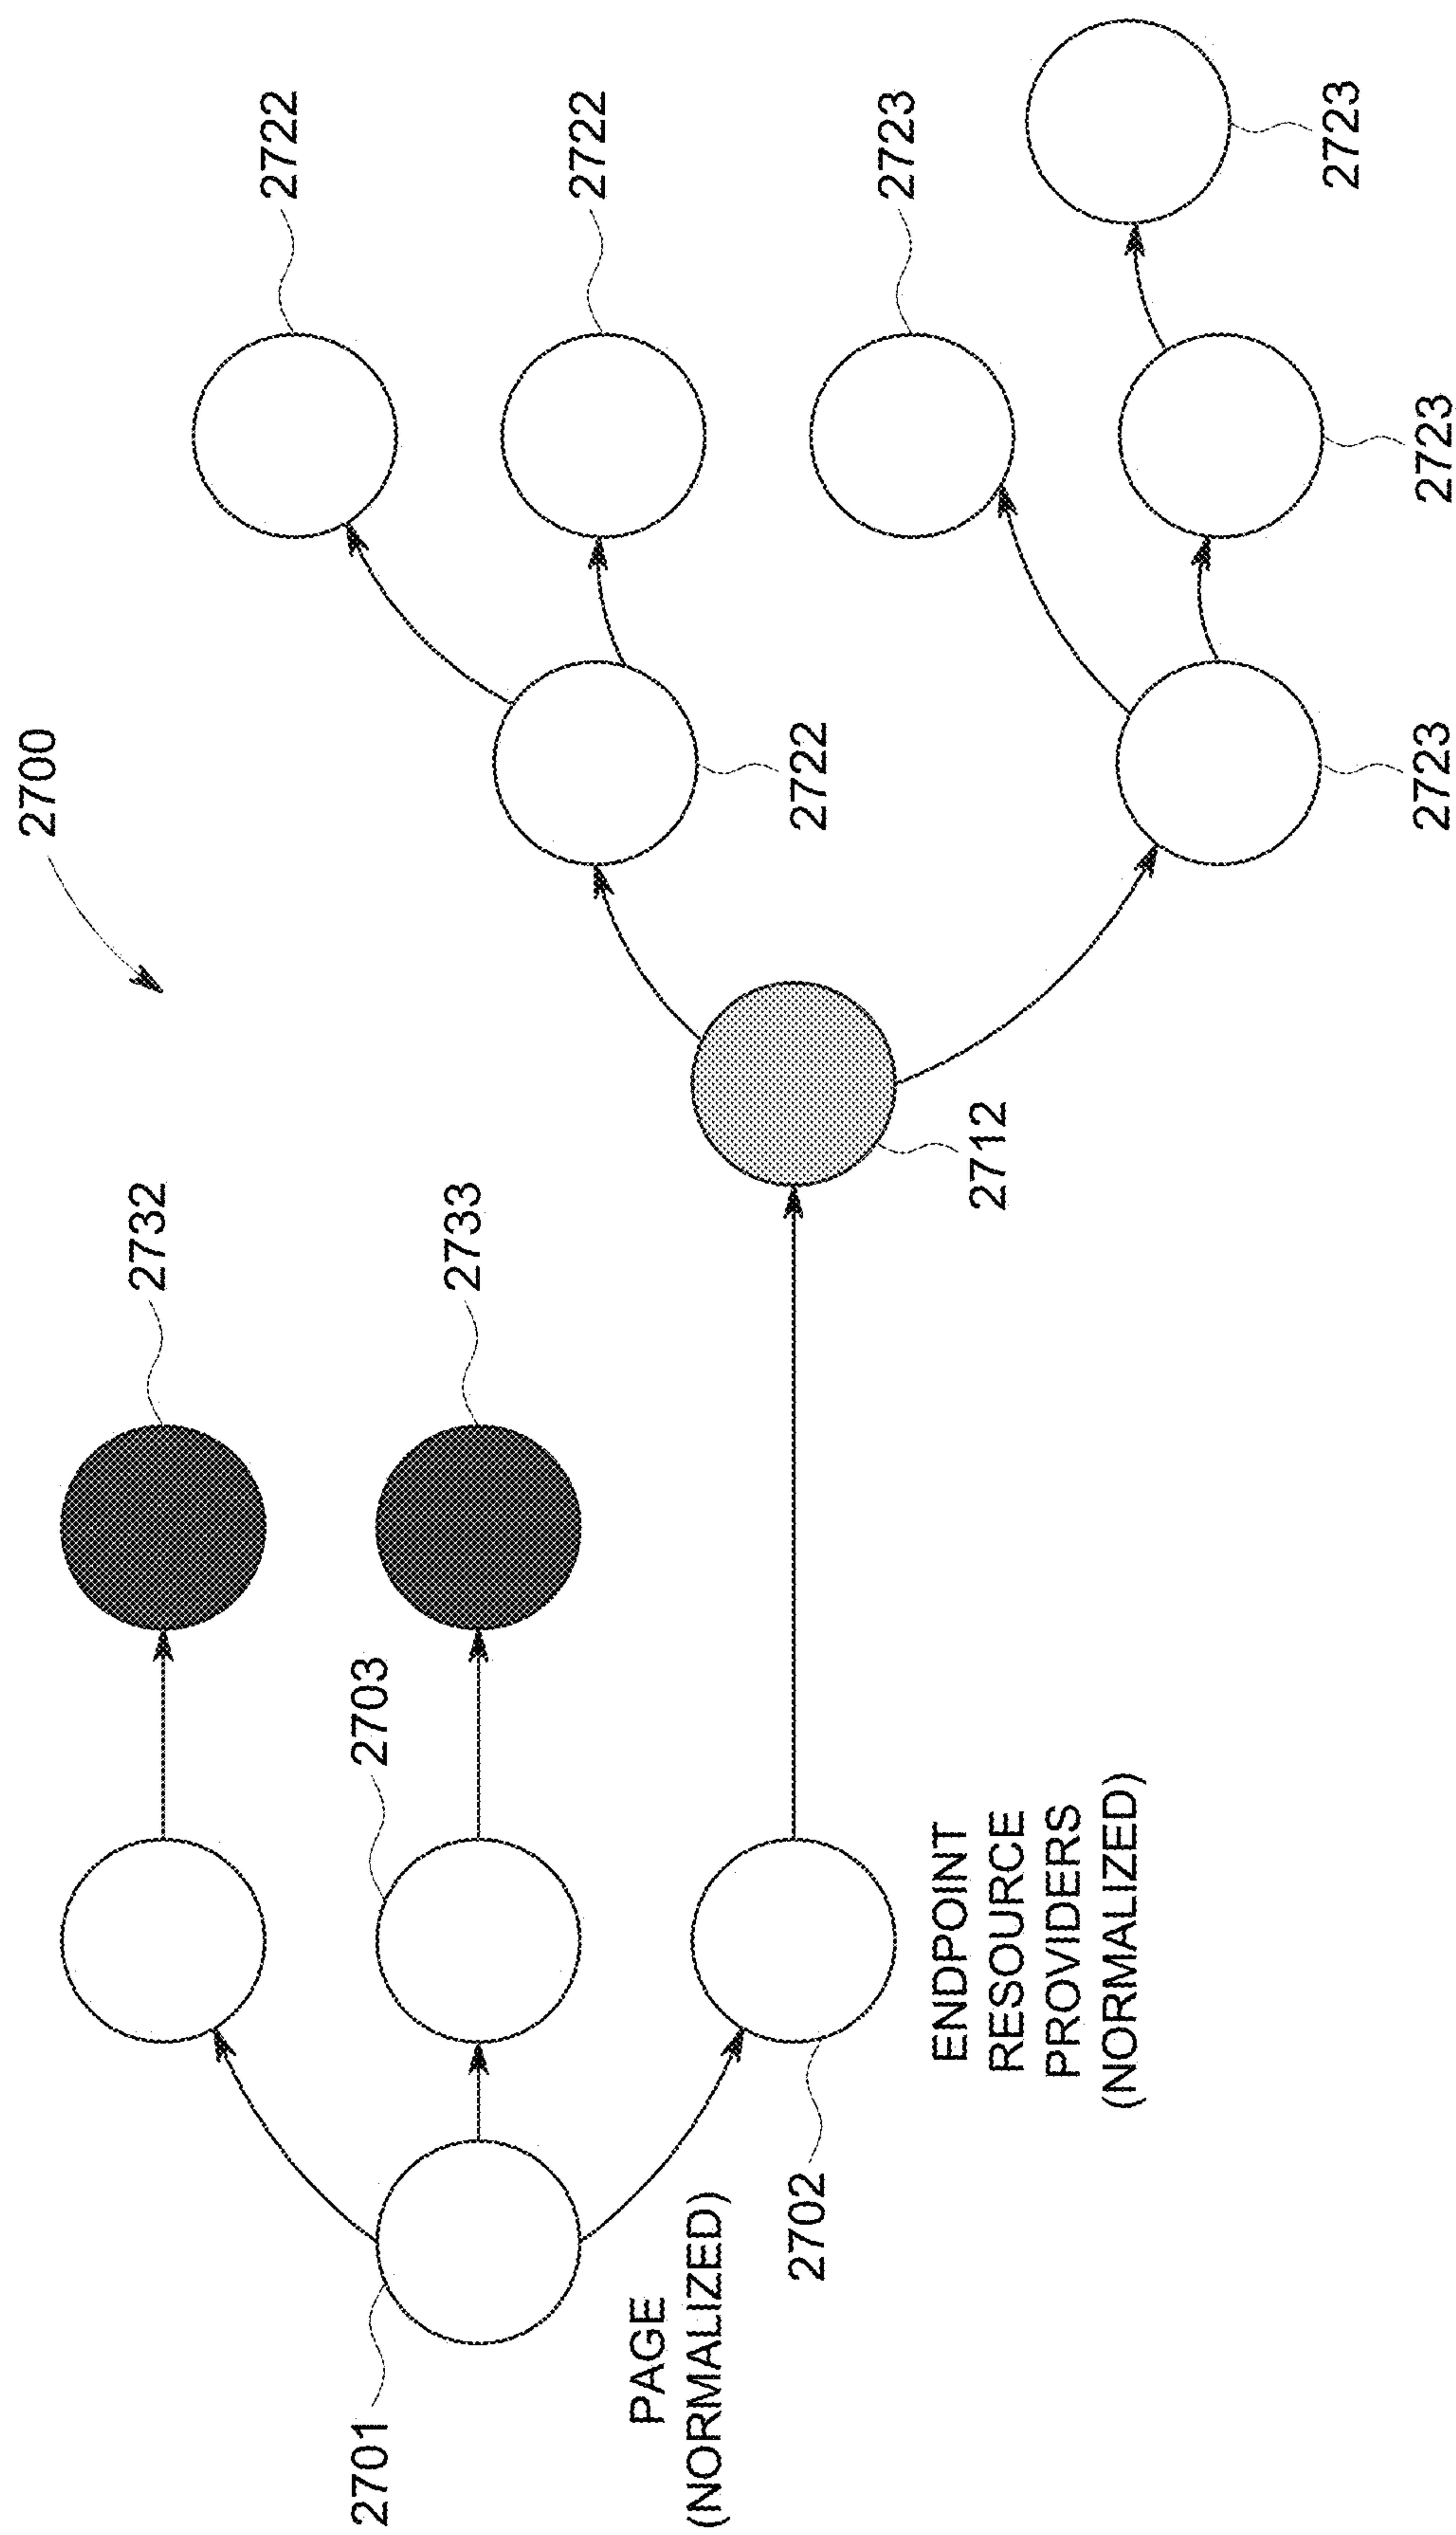 2700
2732
2733
2703
2701
PAGE
(NORMALIZED)
2702
ENDPOINT
RESOURCE
PROVIDERS
(NORMALIZED)
2712
2722
2722
2722
2723
2723
2723
2723